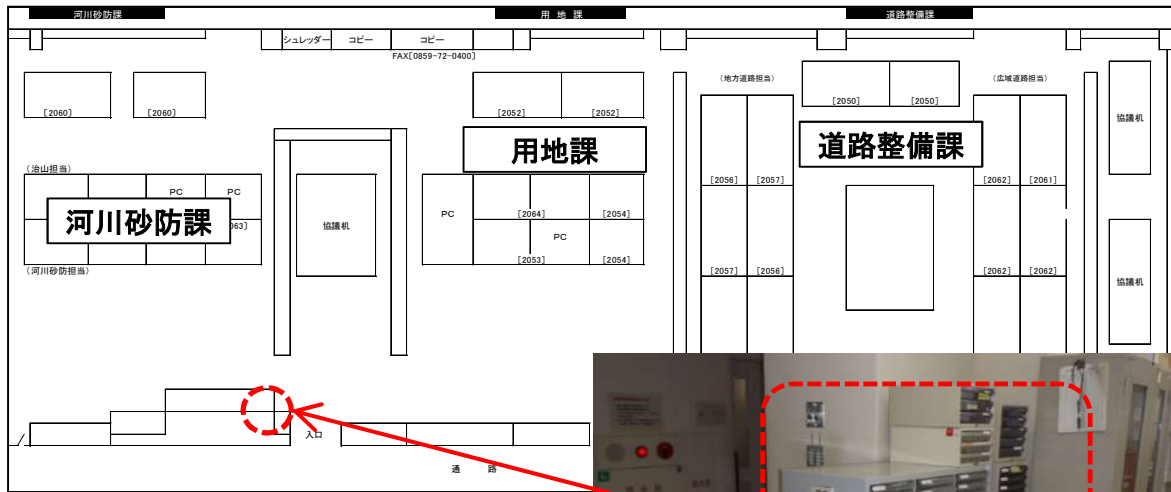 河川砂防課
用 地 課
道路整備課
シュレッダー コピー コピー
FAX[0859-72-0400]
(地方道路担当)
(広域道路担当)
[2060] [2060]
[2052] [2052]
[2050] [2050]
協議机
用地課
道路整備課
(治山担当)
PC PC
河川砂防課
063]
協議机
PC
[2064] [2054]
PC
[2053] [2054]
[2056] [2057]
[2062] [2061]
(河川砂防担当)
[2057] [2056]
[2062] [2062]
協議机
入口
通 路